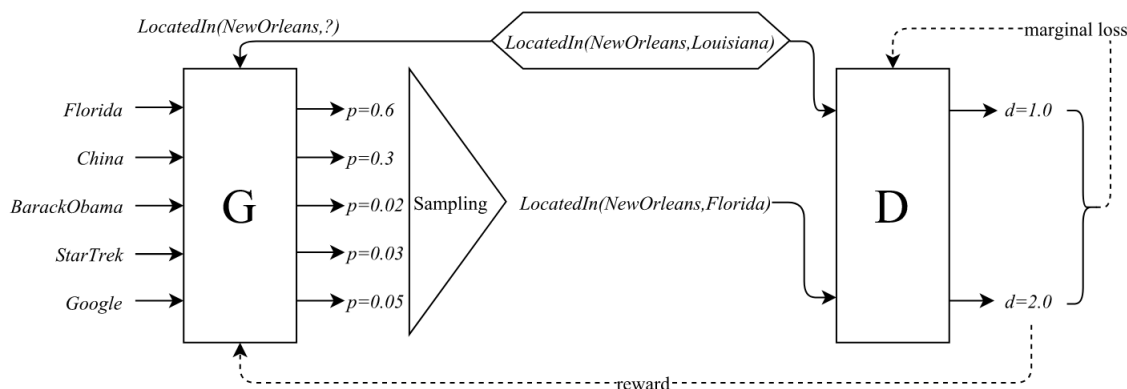 LocatedIn(NewOrleans,?)
LocatedIn(NewOrleans,Louisiana)
marginal loss
Florida
China
BarackObama
StarTrek
Google
G
p=0.6
p=0.3
p=0.02
p=0.03
p=0.05
Sampling
LocatedIn(NewOrleans,Florida)
D
d=1.0
d=2.0
reward